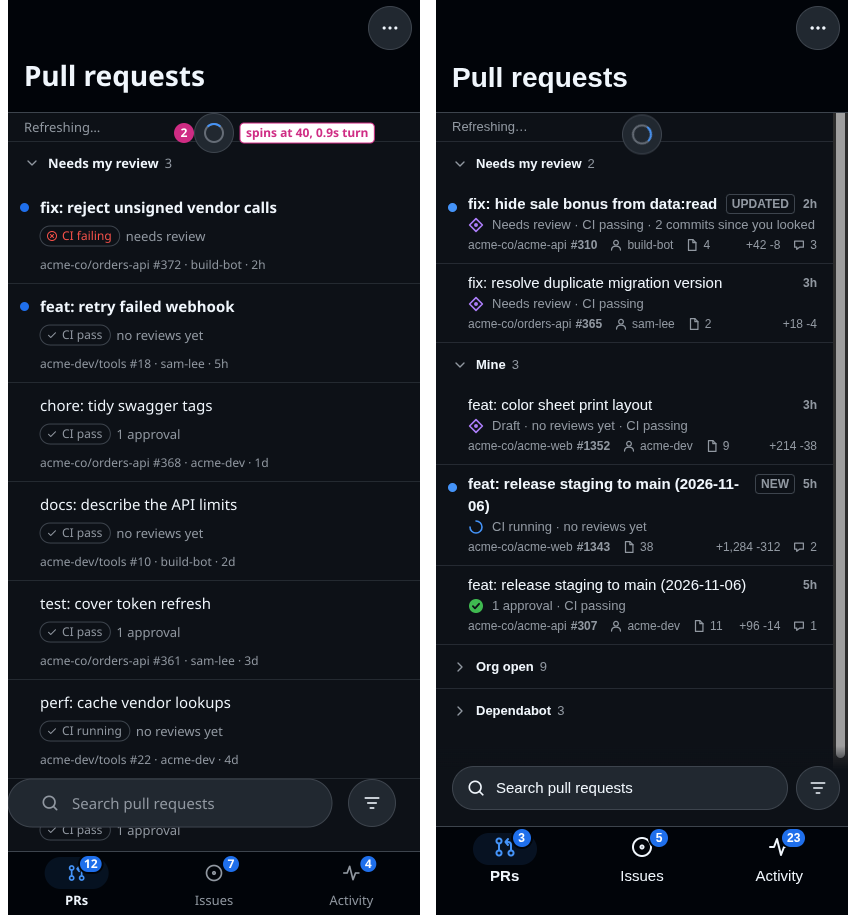 Pull requests
Refreshing...
2
spins at 40, 0.9s turn
Needs my review 3
fix: reject unsigned vendor calls
CI failing needs review
acme-co/orders-api #372 · build-bot · 2h
feat: retry failed webhook
CI pass no reviews yet
acme-dev/tools #18 · sam-lee · 5h
chore: tidy swagger tags
CI pass 1 approval
acme-co/orders-api #368 · acme-dev · 1d
docs: describe the API limits
CI pass no reviews yet
acme-dev/tools #10 · build-bot · 2d
test: cover token refresh
CI pass 1 approval
acme-co/orders-api #361 · sam-lee · 3d
perf: cache vendor lookups
CI running no reviews yet
acme-dev/tools #22 · acme-dev · 4d
Search pull requests
CI pass 1 approval
12 7 4
PRs Issues Activity
Pull requests
Refreshing...
Needs my review 2
fix: hide sale bonus from data:read UPDATED 2h
Needs review · CI passing · 2 commits since you looked
acme-co/acme-api #310 build-bot 4 +42 -8 3
fix: resolve duplicate migration version 3h
Needs review · CI passing
acme-co/orders-api #365 sam-lee 2 +18 -4
Mine 3
feat: color sheet print layout 3h
Draft · no reviews yet · CI passing
acme-co/acme-web #1352 acme-dev 9 +214 -38
feat: release staging to main (2026-11- NEW 5h
06)
CI running · no reviews yet
acme-co/acme-web #1343 38 +1,284 -312 2
feat: release staging to main (2026-11-06) 5h
1 approval · CI passing
acme-co/acme-api #307 acme-dev 11 +96 -14 1
Org open 9
Dependabot 3
Search pull requests
3 5 23
PRs Issues Activity